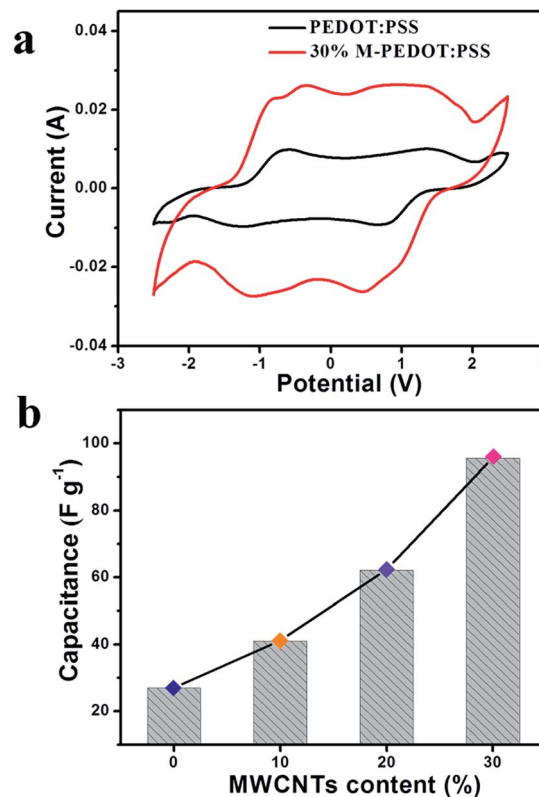 a
PEDOT:PSS
30% M-PEDOT:PSS
0.04
0.02
0.00
-0.02
-0.04
Current (A)
-3 -2 -1 0 1 2 3
Potential (V)
b
100
80
60
40
20
Capacitance (F g⁻¹)
0 10 20 30
MWCNTs content (%)